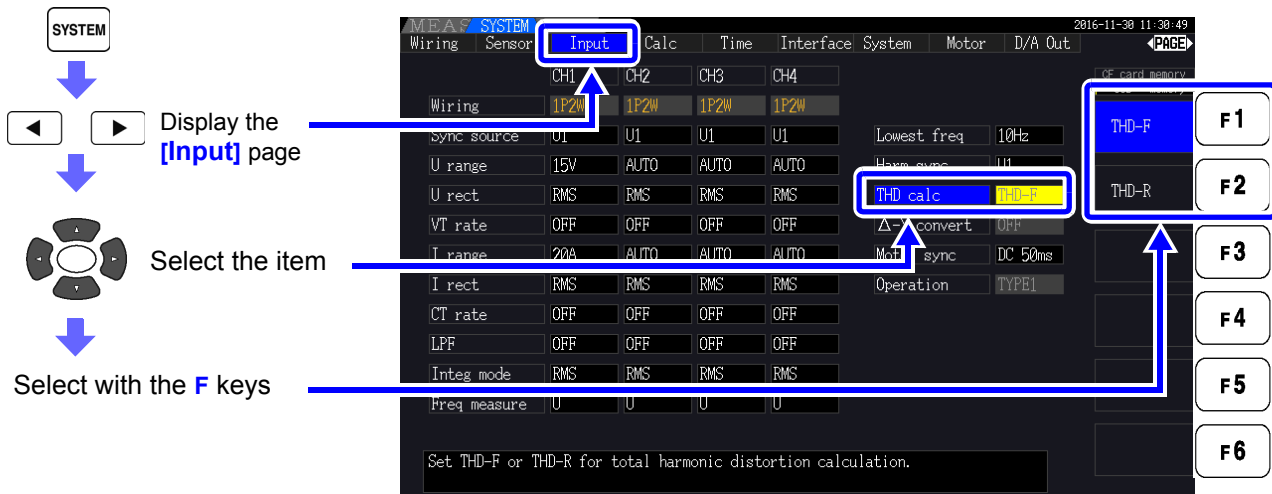 SYSTEM
Display the
[Input] page
Select the item
Select with the F keys
MEAS SYSTEM 2016-11-30 11:30:49
Wiring Sensor Input Calc Time Interface System Motor D/A Out PAGE
CH1 CH2 CH3 CH4 CF card memory
Wiring 1P2W 1P2W 1P2W 1P2W
Sync source U1 U1 U1 U1 Lowest freq 10Hz
U range 15V AUTO AUTO AUTO Harm sync U1
U rect RMS RMS RMS RMS THD calc THD-F
VT rate OFF OFF OFF OFF convert OFF
I range 20A AUTO AUTO AUTO sync DC 50ms
I rect RMS RMS RMS RMS Operation TYPE1
CT rate OFF OFF OFF OFF
LPF OFF OFF OFF OFF
Integ mode RMS RMS RMS RMS
Freq measure U U U U
Set THD-F or THD-R for total harmonic distortion calculation.
THD-F F1
THD-R F2
F3
F4
F5
F6